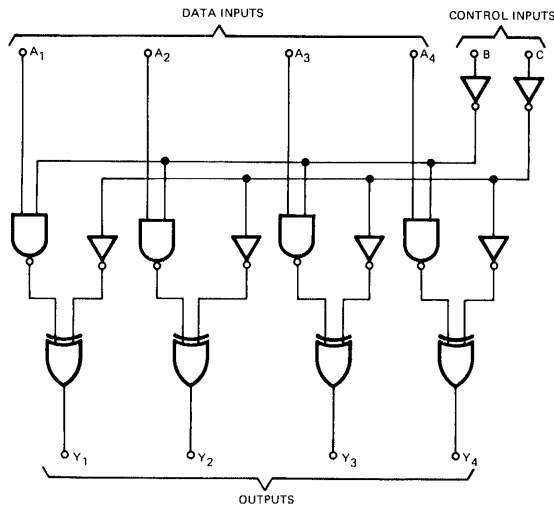 DATA INPUTS
CONTROL INPUTS
A1
A2
A3
A4
B
C
Y1
Y2
Y3
Y4
OUTPUTS